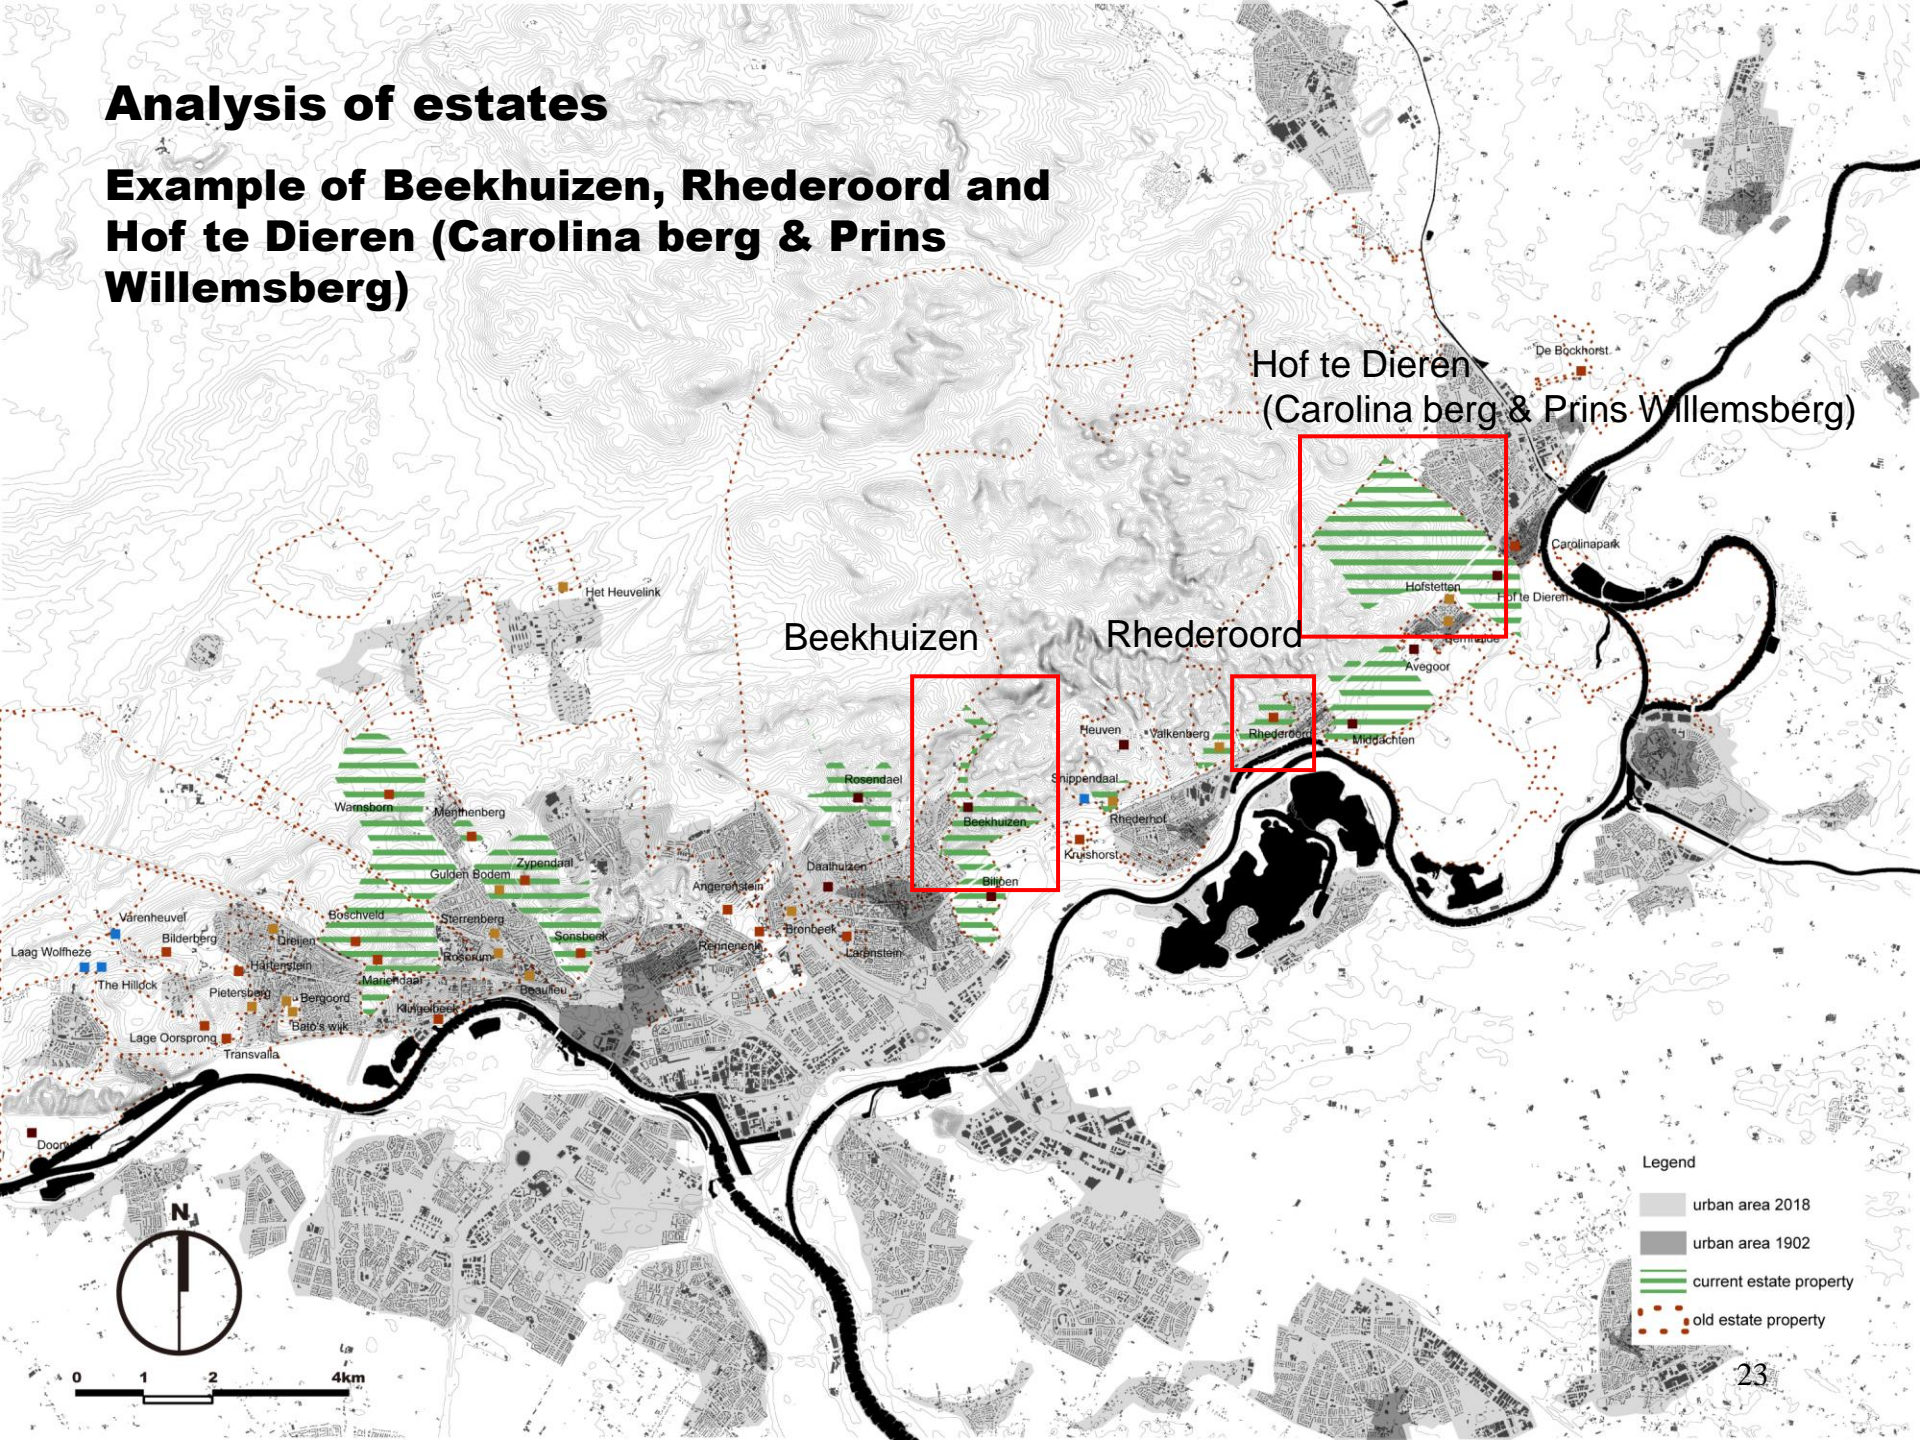 Analysis of estates
Example of Beekhuizen, Rhederoord and
Hof te Dieren (Carolina berg & Prins
Willemsberg)
De Bockhorst
Hof te Dieren
(Carolina berg & Prins Willemsberg)
Carolinapark
Het Heuvelink
Hofstetten
Hof te Dieren
Beekhuizen
Rhederoord
Bernhalde
Avegoor
Heuven
Valkenberg
Rhederoord
Middachten
Rosendael
Snippendaal
Warnsborn
Menthenberg
Beekhuizen
Rhederhof
Kruishorst
Zypendaal
Daalhuizen
Gulden Bodem
Angerenstein
Biljoen
Varenheuvel
Boschveld
Sterrenberg
Laag Wolfheze
Bilderberg
Dreijen
Sonsbeek
Bronbeek
Rennenenk
Larenstein
Hartenstein
Rosorum
The Hillock
Mariendaal
Pietersberg
Bergoord
Beaulieu
Klingelbeek
Bato's wijk
Lage Oorsprong
Transvalia
Legend
urban area 2018
urban area 1902
current estate property
old estate property
N
0 1 2 4km
23